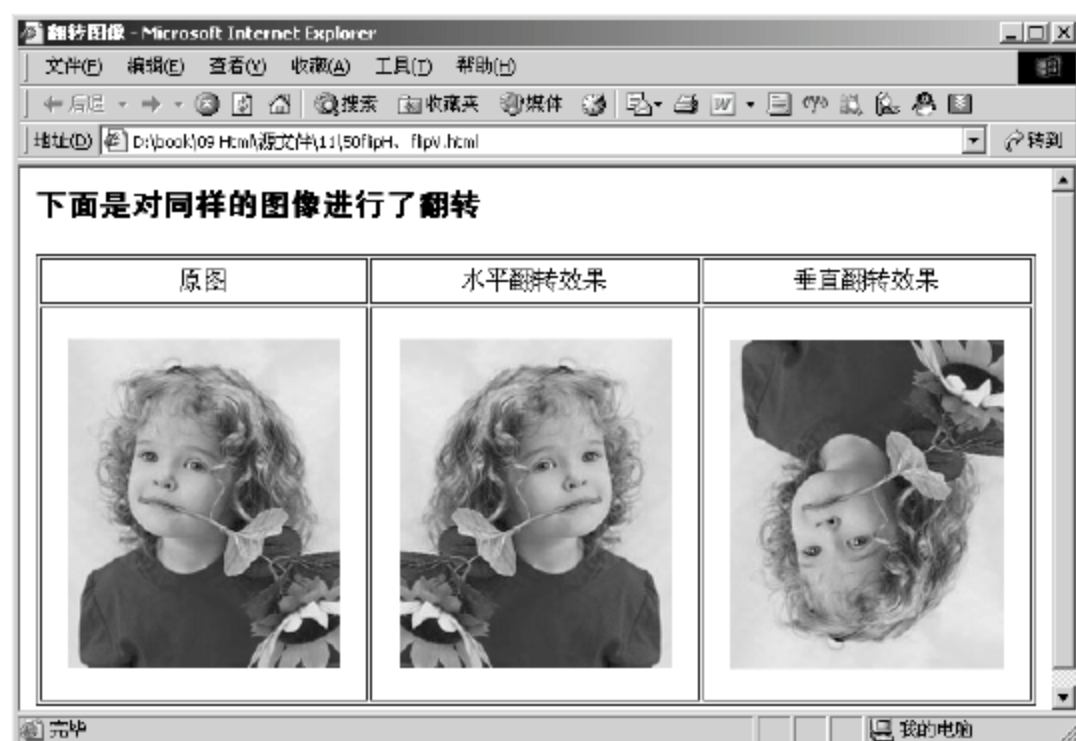 翻转图像 - Microsoft Internet Explorer
文件(F) 编辑(E) 查看(V) 收藏(A) 工具(T) 帮助(H)
后退 搜索 收藏夹 媒体
地址(D) D:\book\09 Html\源文件\11\50flipH、flipV.html 转到
下面是对同样的图像进行了翻转
原图 水平翻转效果 垂直翻转效果
完毕 我的电脑